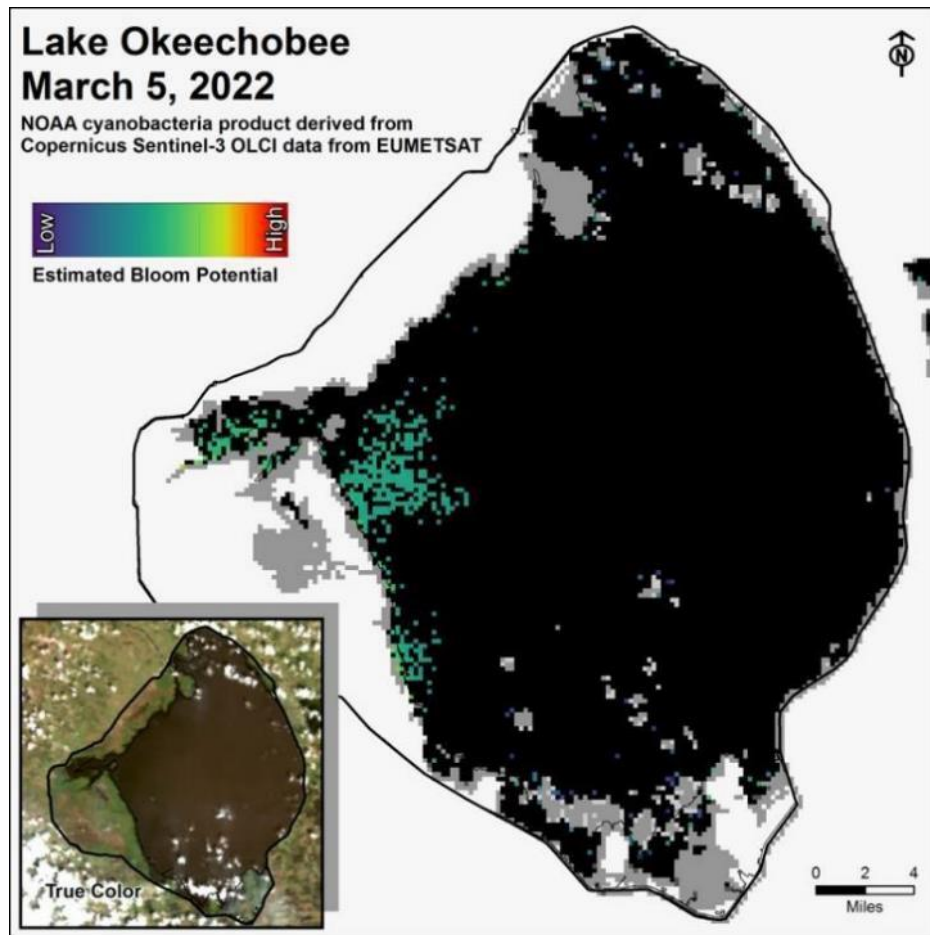 Lake Okeechobee
March 5, 2022
NOAA cyanobacteria product derived from
Copernicus Sentinel-3 OLCI data from EUMETSAT
N
Low
High
Estimated Bloom Potential
True Color
0 2 4
Miles